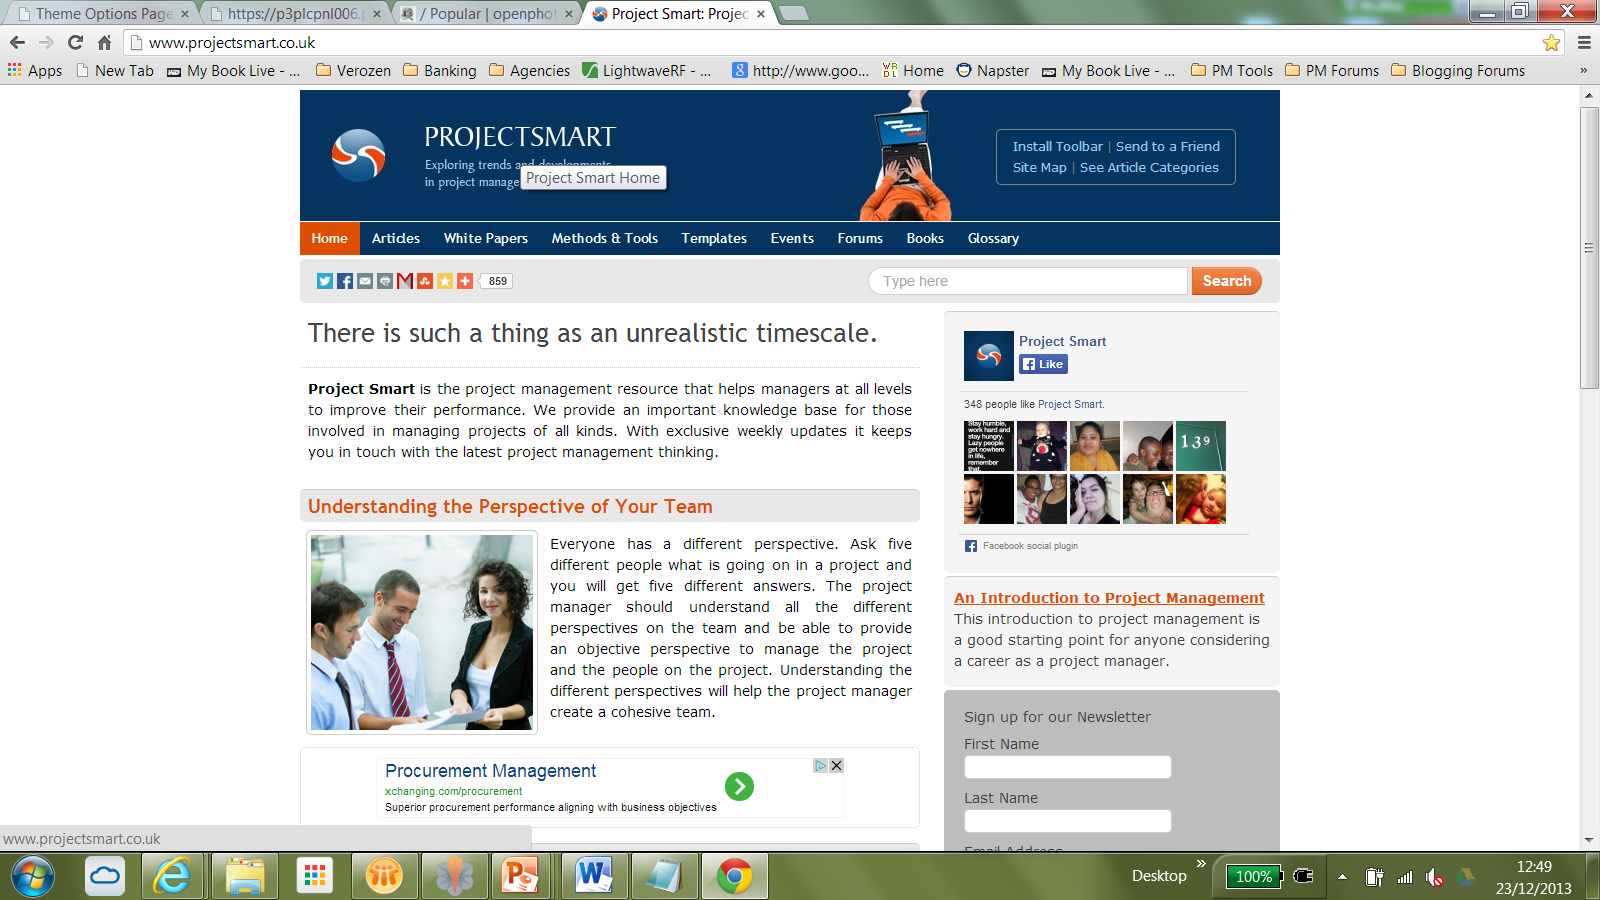 Theme Options Page
https://p3plcpnl006.p
/ Popular | openphot
Project Smart: Projec
www.projectsmart.co.uk
Apps
New Tab
My Book Live - ...
Verozen
Banking
Agencies
LightwaveRF - ...
http://www.goo...
Home
Napster
My Book Live - ...
PM Tools
PM Forums
Blogging Forums
»
PROJECTSMART
Exploring trends and developments
in project manage
Project Smart Home
Install Toolbar | Send to a Friend
Site Map | See Article Categories
Home
Articles
White Papers
Methods & Tools
Templates
Events
Forums
Books
Glossary
859
Type here
Search
There is such a thing as an unrealistic timescale.
Project Smart is the project management resource that helps managers at all levels
to improve their performance. We provide an important knowledge base for those
involved in managing projects of all kinds. With exclusive weekly updates it keeps
you in touch with the latest project management thinking.
Understanding the Perspective of Your Team
Everyone has a different perspective. Ask five
different people what is going on in a project and
you will get five different answers. The project
manager should understand all the different
perspectives on the team and be able to provide
an objective perspective to manage the project
and the people on the project. Understanding the
different perspectives will help the project manager
create a cohesive team.
Procurement Management
xchanging.com/procurement
Superior procurement performance aligning with business objectives
Project Smart
Like
348 people like Project Smart.
Stay humble,
work hard and
stay hungry.
Lazy people
get nowhere
in life,
remember
that.
139
Facebook social plugin
An Introduction to Project Management
This introduction to project management is
a good starting point for anyone considering
a career as a project manager.
Sign up for our Newsletter
First Name
Last Name
Email Address
www.projectsmart.co.uk
Desktop
»
100%
12:49
23/12/2013